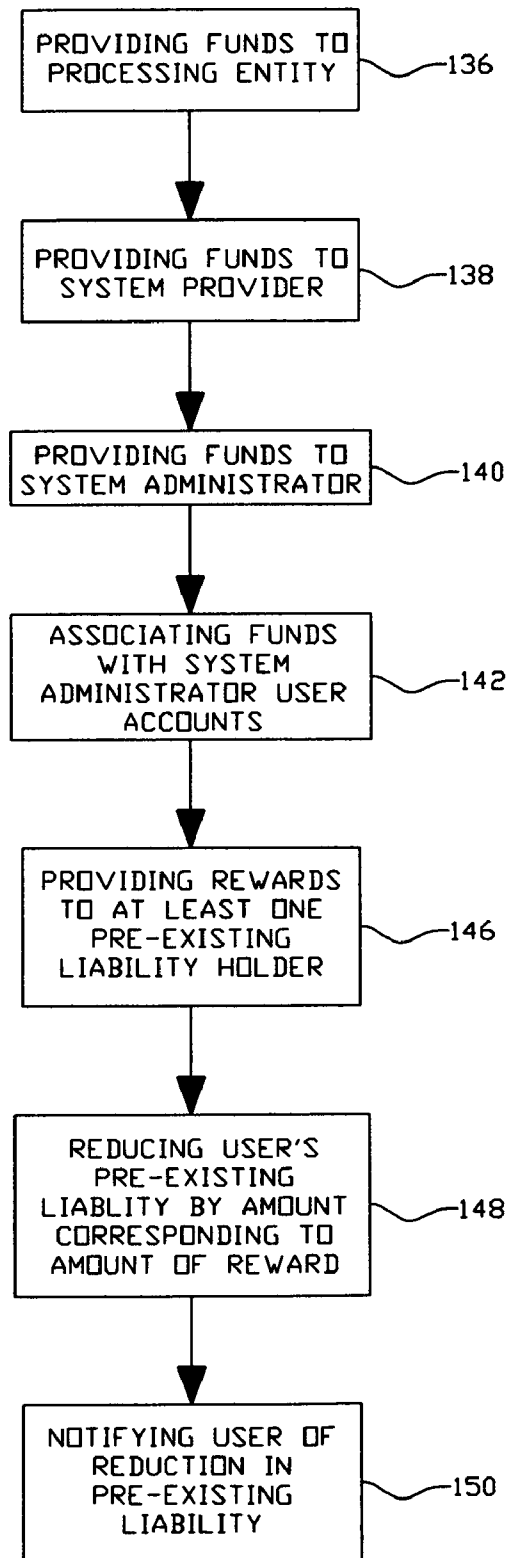 PROVIDING FUNDS TO
PROCESSING ENTITY
136
PROVIDING FUNDS TO
SYSTEM PROVIDER
138
PROVIDING FUNDS TO
SYSTEM ADMINISTRATOR
140
ASSOCIATING FUNDS
WITH SYSTEM
ADMINISTRATOR USER
ACCOUNTS
142
PROVIDING REWARDS
TO AT LEAST ONE
PRE-EXISTING
LIABILITY HOLDER
146
REDUCING USER'S
PRE-EXISTING
LIABLITY BY AMOUNT
CORRESPONDING TO
AMOUNT OF REWARD
148
NOTIFYING USER OF
REDUCTION IN
PRE-EXISTING
LIABILITY
150